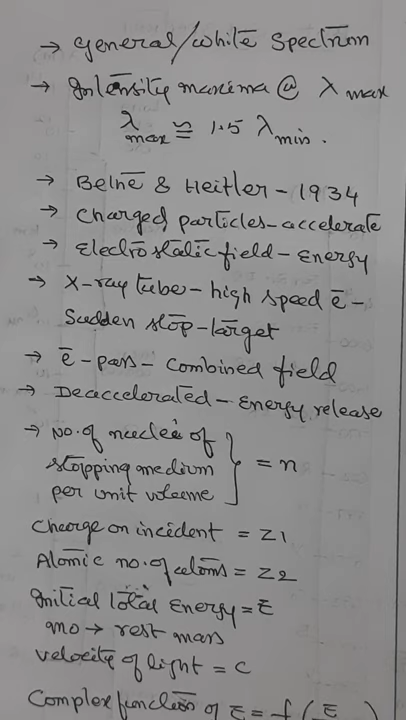 → General/white Spectrum
→ Intensity maxima @ λ max
λ max ≅ 1.5 λ min.
→ Belne & Heitler - 1934
→ Charged particles - accelerate
→ Electrostatic field - Energy
→ X-ray tube - high speed ē -
Sudden stop - target
→ ē - pass - Combined field
→ Deaccelerated - Energy release
→ No. of nuclei of
stopping medium } = n
per unit volume
Charge on incident = Z1
Atomic no. of atoms = Z2
Initial total Energy = E
mo → rest mass
velocity of light = c
Complex function of E = f ( E )